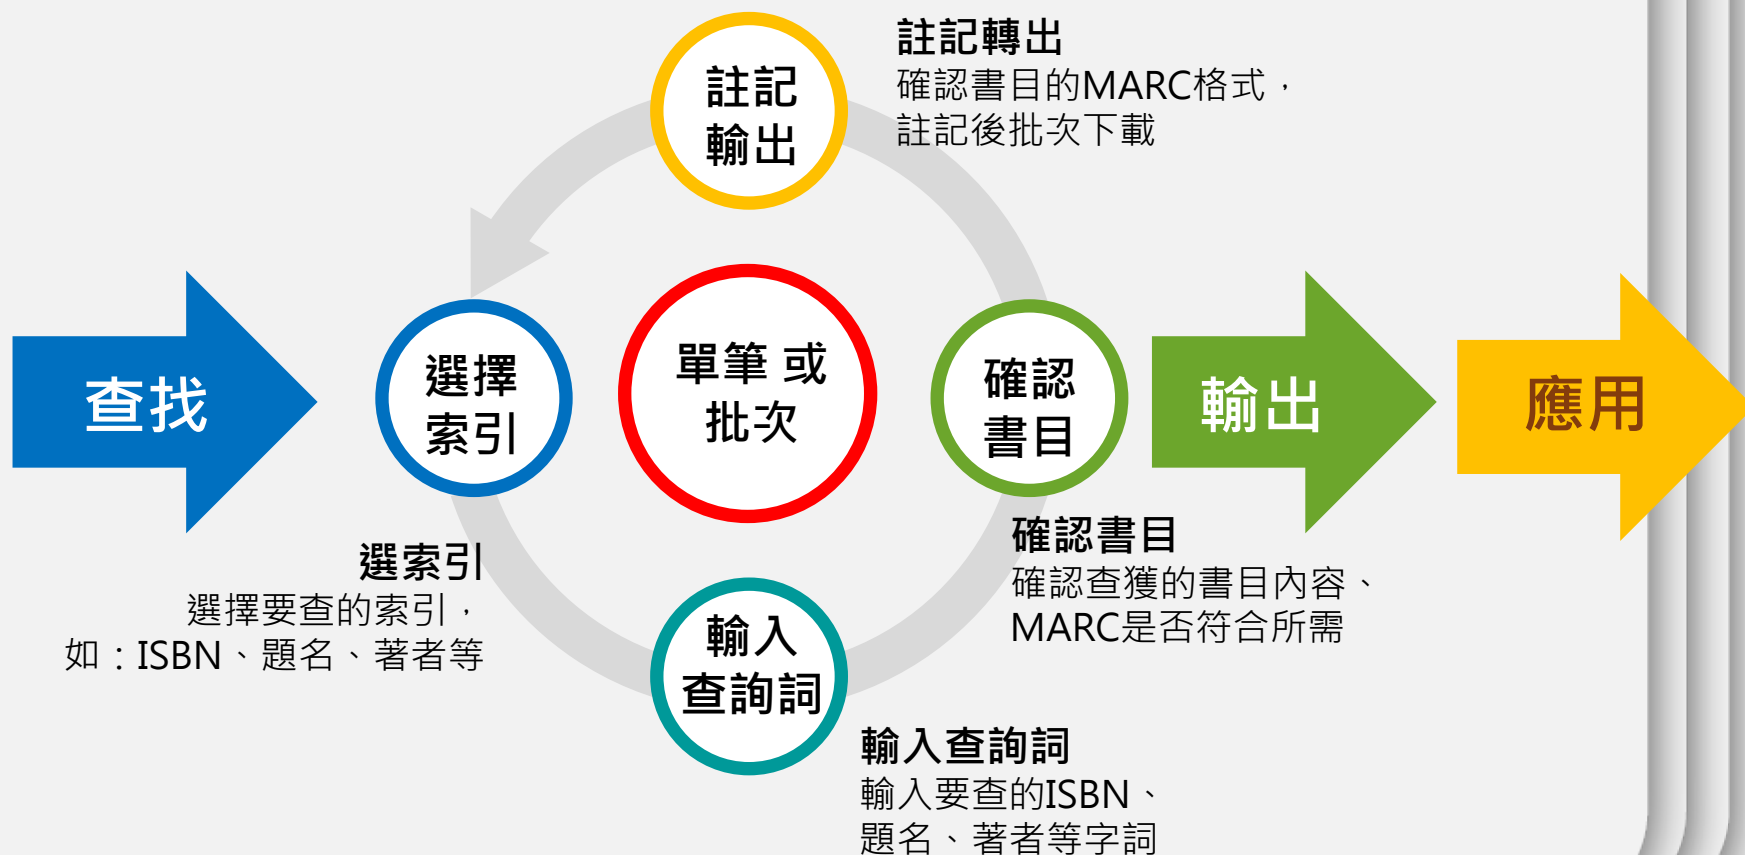 註記
輸出
註記轉出
確認書目的MARC格式，
註記後批次下載
查找
選擇
索引
單筆 或
批次
確認
書目
輸出
應用
選索引
選擇要查的索引，
如：ISBN、題名、著者等
確認書目
確認查獲的書目內容、
MARC是否符合所需
輸入
查詢詞
輸入查詢詞
輸入要查的ISBN、
題名、著者等字詞